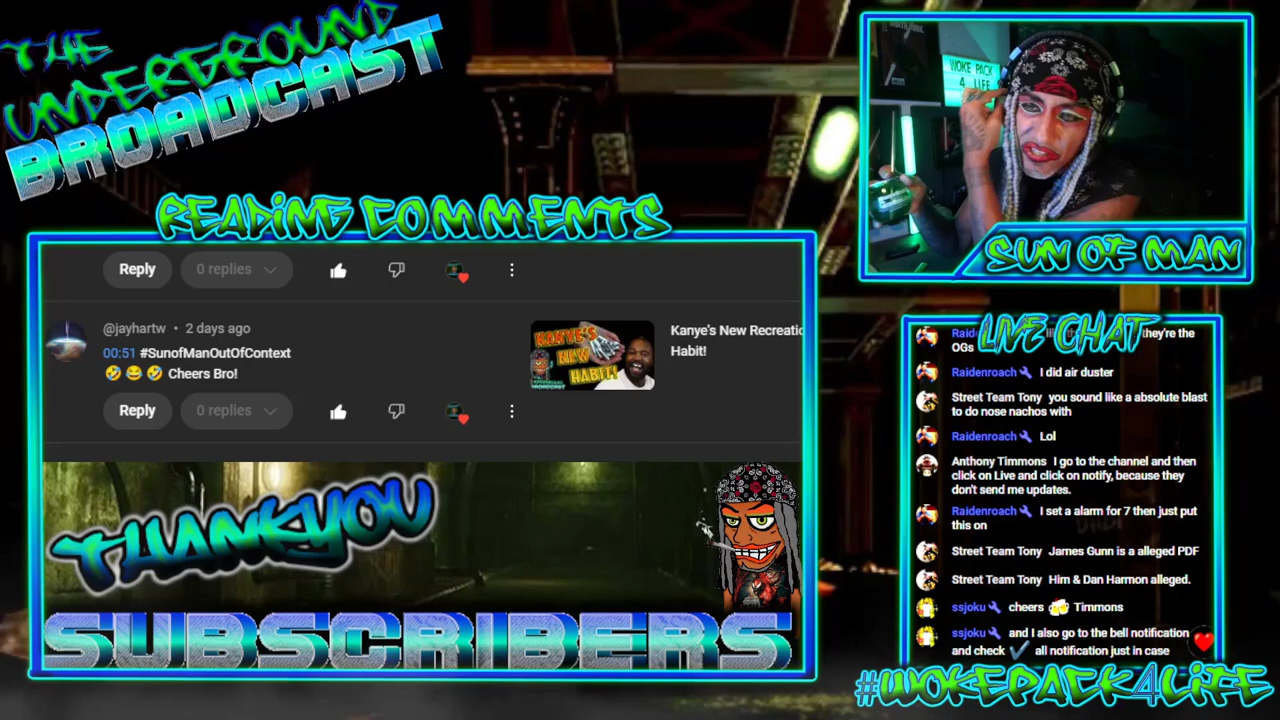 THE
UNDERGROUND
BROADCAST
READING COMMENTS
Reply
0 replies
@jayhartw • 2 days ago
00:51 #SunofManOutOfContext
🤣 😂 🤣 Cheers Bro!
KANYE'S
NEW
HABIT!
Kanye's New Recreatio
Habit!
Reply
0 replies
THANKYOU
SUBSCRIBERS
WOKE PACK
4 LIFE
SUN OF MAN
LIVE CHAT
they're the
OGs
Raidenroach I did air duster
Street Team Tony you sound like a absolute blast
to do nose nachos with
Raidenroach Lol
Anthony Timmons I go to the channel and then
click on Live and click on notify, because they
don't send me updates.
Raidenroach I set a alarm for 7 then just put
this on
Street Team Tony James Gunn is a alleged PDF
Street Team Tony Him & Dan Harmon alleged.
ssjoku cheers 🍻 Timmons
ssjoku and I also go to the bell notification
and check ✔ all notification just in case
#WOKEPACK4LIFE